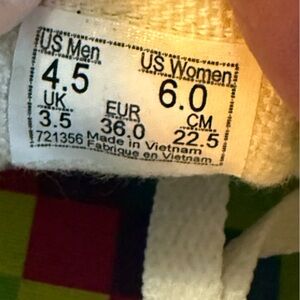 US Men US Women
4.5 6.0
UK EUR CM
3.5 36.0 22.5
721356 Made in Vietnam
Fabriqué en Vietnam